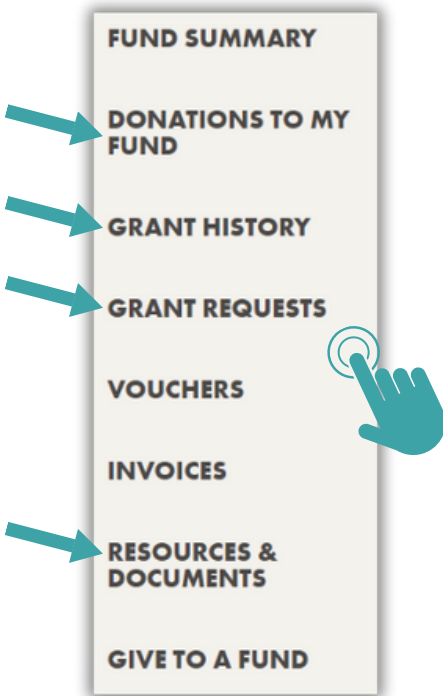 FUND SUMMARY
DONATIONS TO MY
FUND
GRANT HISTORY
GRANT REQUESTS
VOUCHERS
INVOICES
RESOURCES &
DOCUMENTS
GIVE TO A FUND